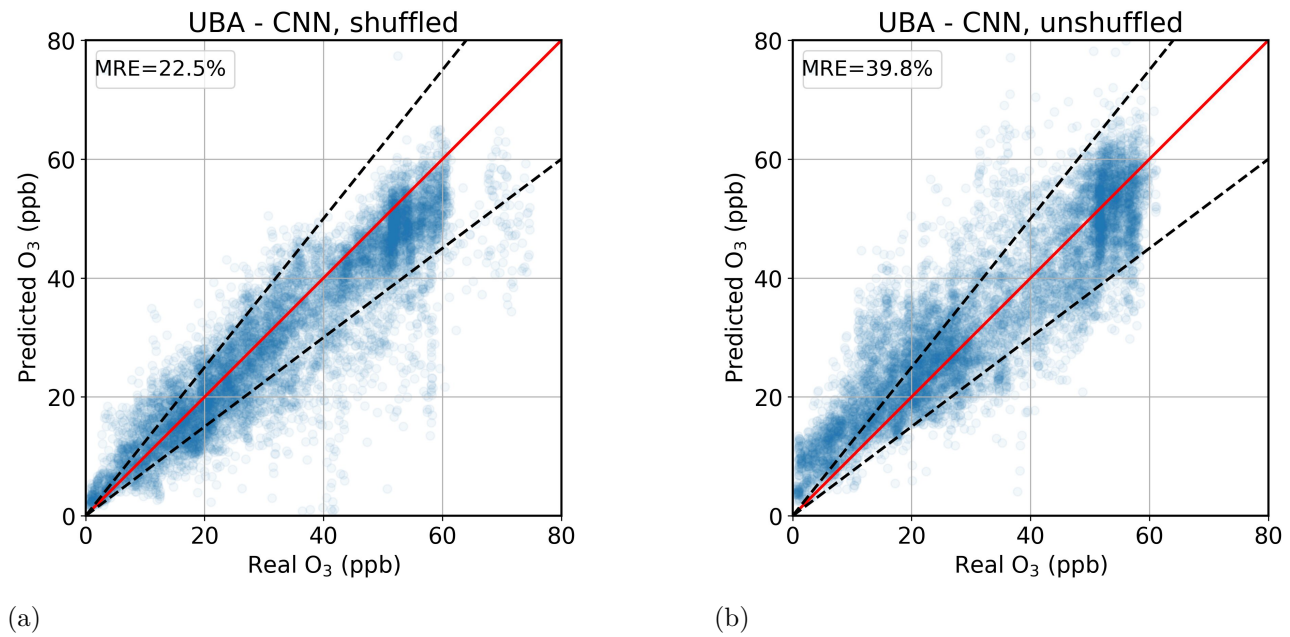 UBA - CNN, shuffled
MRE=22.5%
80
60
40
20
0
0 20 40 60 80
Predicted O₃ (ppb)
Real O₃ (ppb)
(a)
UBA - CNN, unshuffled
MRE=39.8%
80
60
40
20
0
0 20 40 60 80
Predicted O₃ (ppb)
Real O₃ (ppb)
(b)